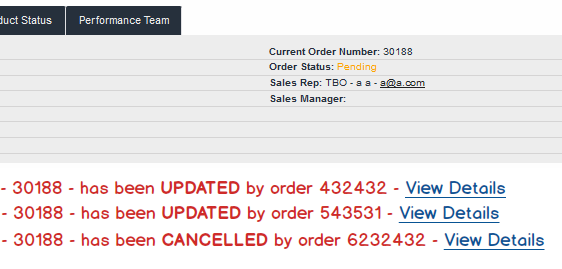 duct Status Performance Team
Current Order Number: 30188
Order Status: Pending
Sales Rep: TBO - a a - a@a.com
Sales Manager:
- 30188 - has been UPDATED by order 432432 - View Details
- 30188 - has been UPDATED by order 543531 - View Details
- 30188 - has been CANCELLED by order 6232432 - View Details